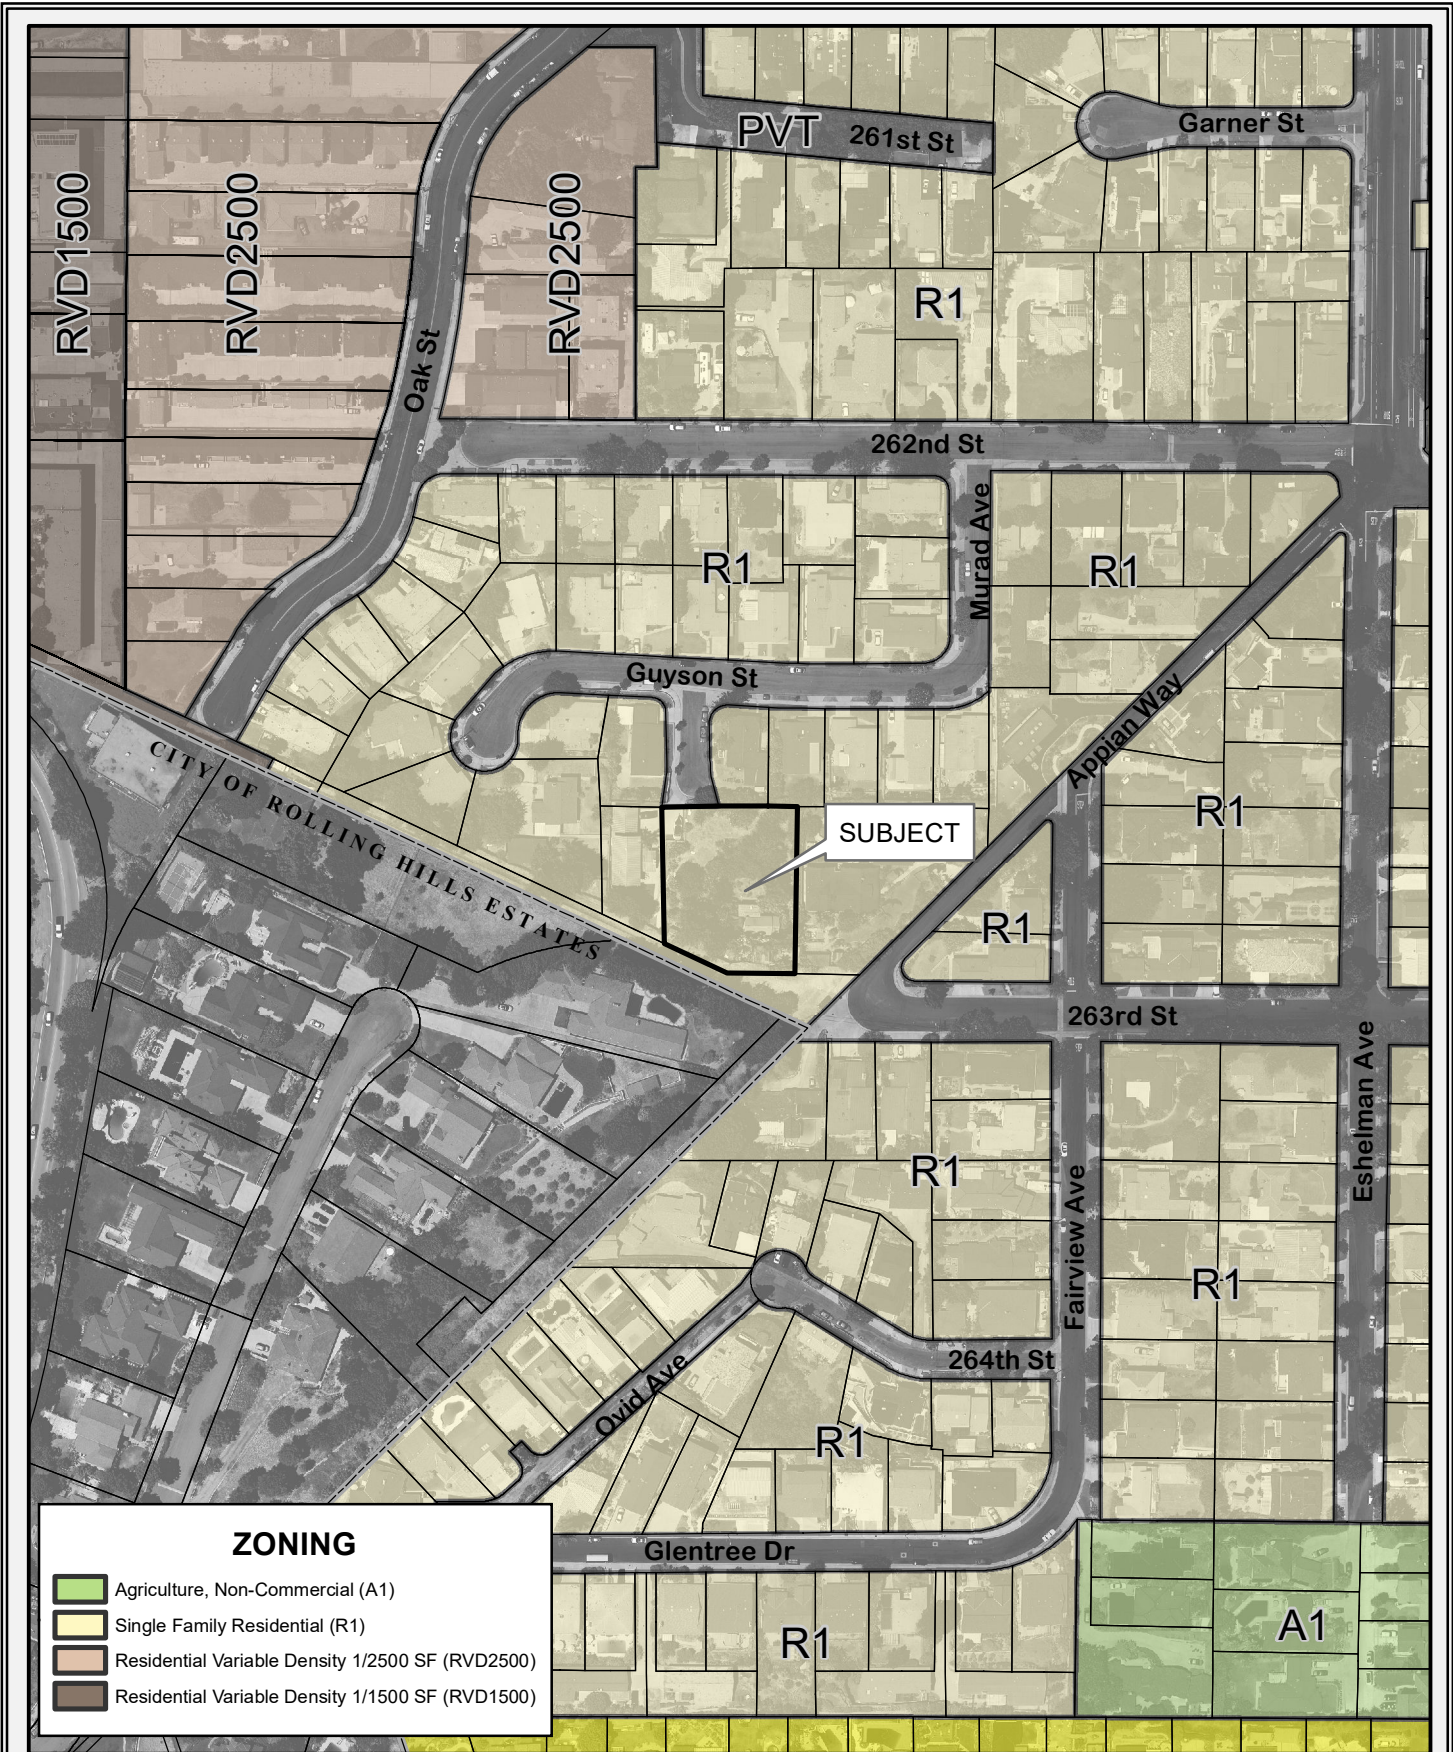 PVT
261st St
Garner St
RVD1500
RVD2500
RVD2500
R1
Oak St
262nd St
Murad Ave
R1
R1
Guyson St
Appian Way
CITY OF ROLLING HILLS ESTATES
SUBJECT
R1
R1
263rd St
Eshelman Ave
R1
Fairview Ave
R1
264th St
Ovid Ave
R1
Glentree Dr
R1
A1
ZONING
Agriculture, Non-Commercial (A1)
Single Family Residential (R1)
Residential Variable Density 1/2500 SF (RVD2500)
Residential Variable Density 1/1500 SF (RVD1500)